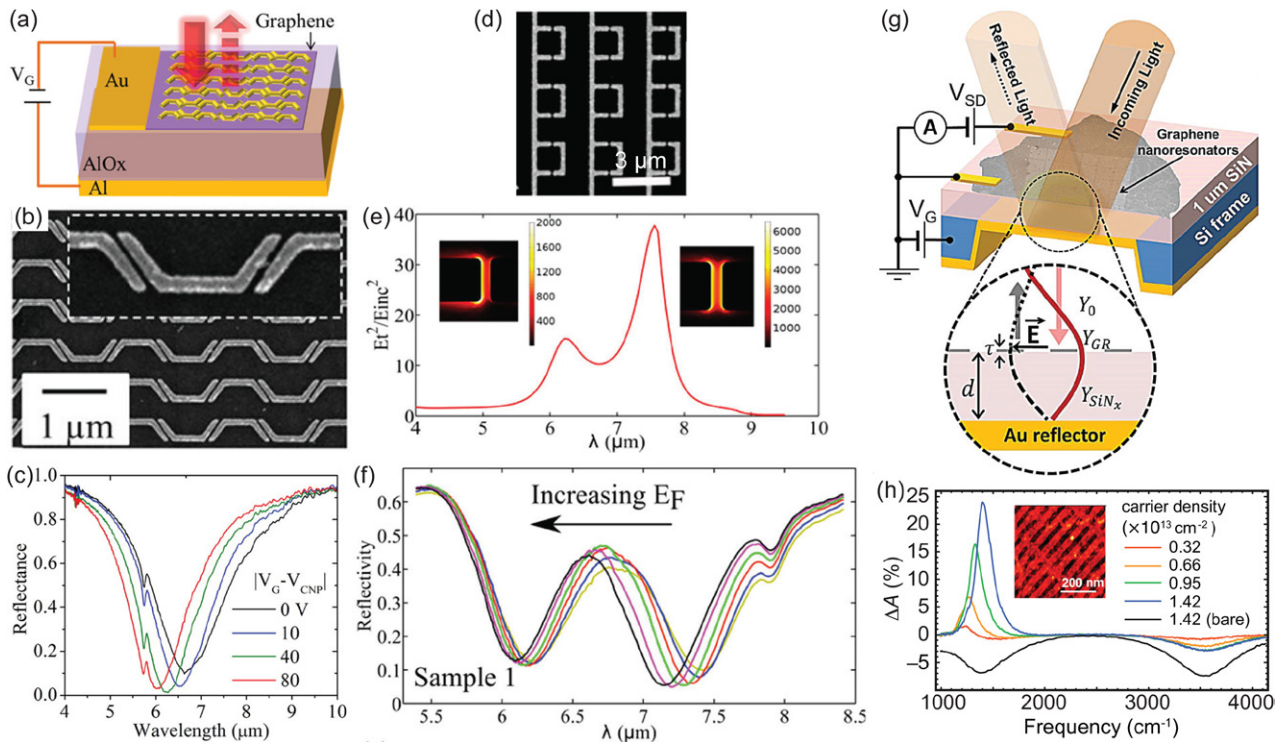 (a)
Graphene
V_G
Au
AlOx
Al
(b)
1 µm
(c)
1.0
0.8
0.6
0.4
0.2
0.0
Reflectance
|V_G-V_CNP|
0 V
10
40
80
4 5 6 7 8 9 10
Wavelength (µm)
(d)
3 µm
(e)
40
30
20
10
0
Et²/Einc²
2000
1600
1200
800
400
6000
5000
4000
3000
2000
1000
4 5 6 7 8 9 10
λ (µm)
(f)
0.6
0.5
0.4
0.3
0.2
0.1
0.0
Reflectivity
Increasing E_F
Sample 1
5.5 6.0 6.5 7.0 7.5 8.0 8.5
λ (µm)
(g)
Reflected Light
Incoming Light
V_SD
A
Graphene
nanoresonators
1 um SiN
Si frame
V_G
Y_0
E
Y_GR
τ
d
Y_SiN_x
Au reflector
(h)
25
20
15
10
5
0
−5
ΔA (%)
carrier density
(×10¹³ cm⁻²)
0.32
0.66
0.95
1.42
1.42 (bare)
200 nm
1000 2000 3000 4000
Frequency (cm⁻¹)